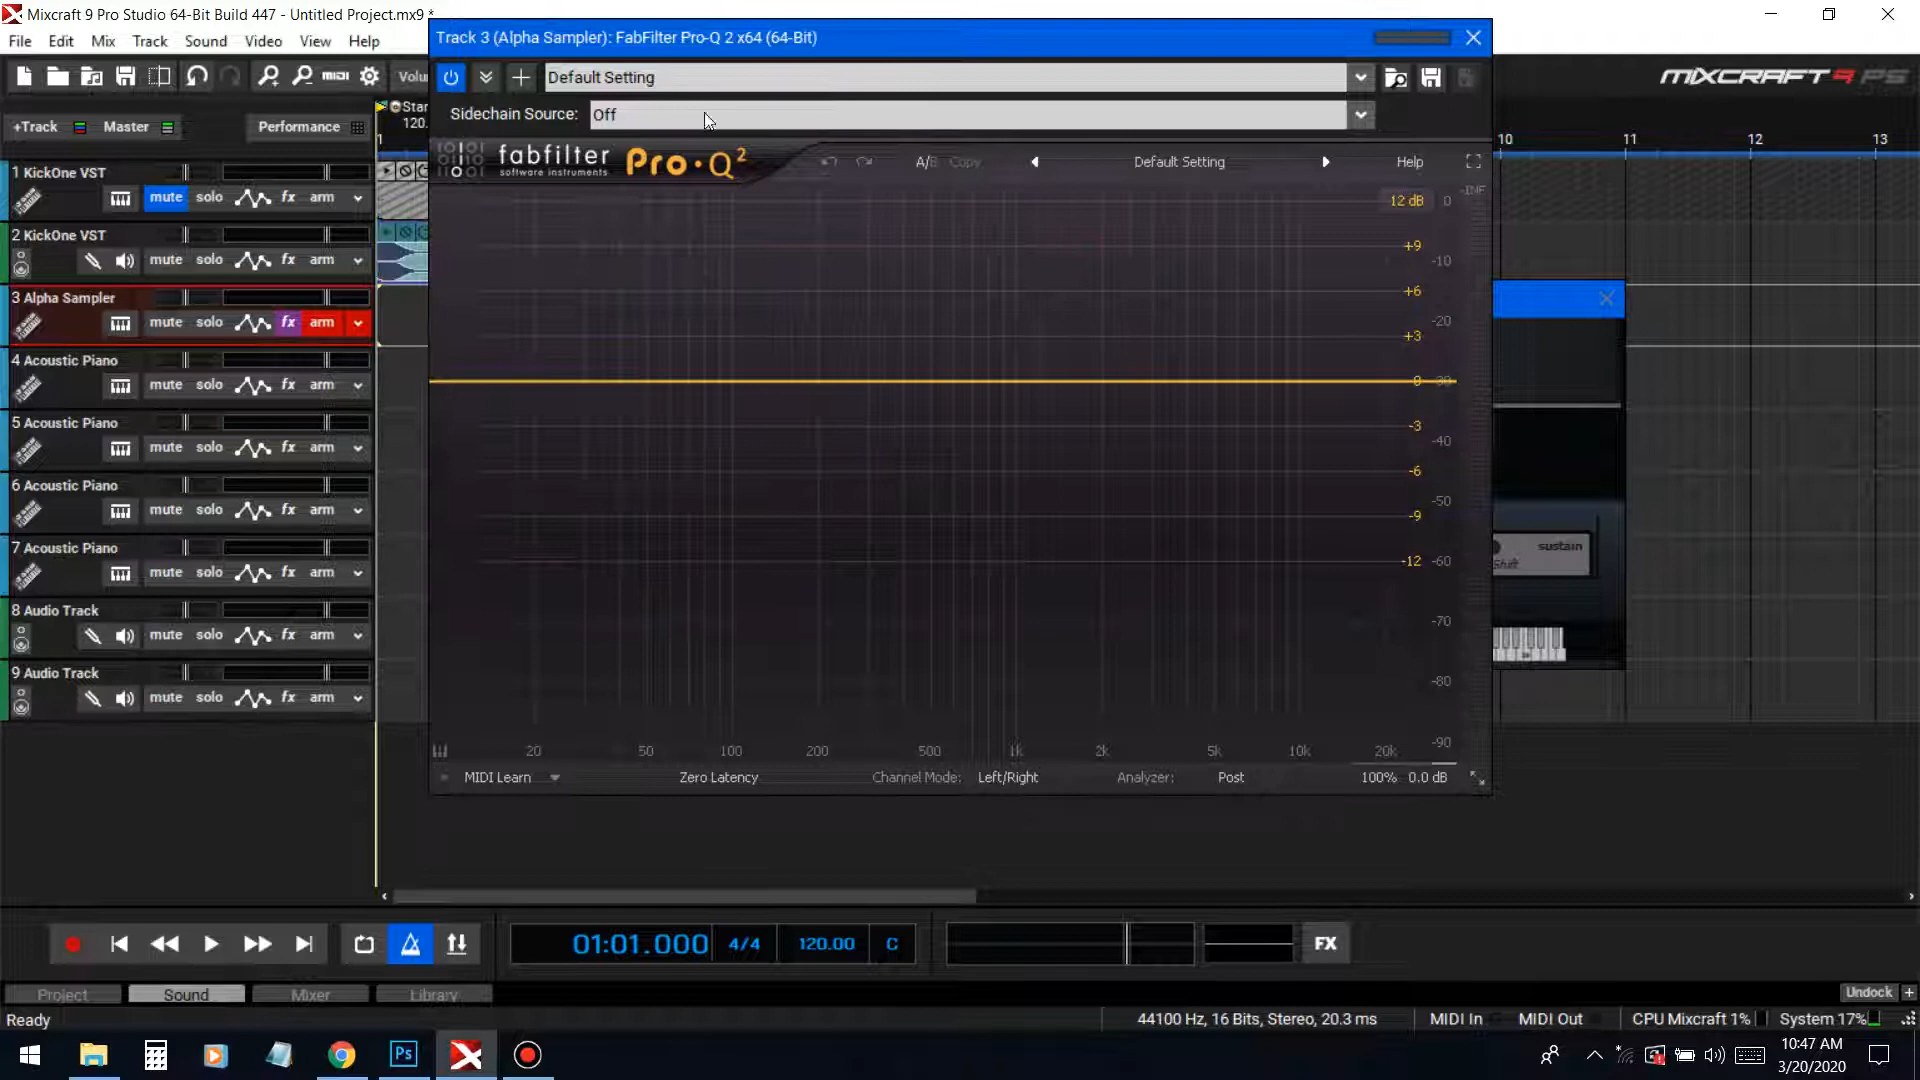 Mixcraft 9 Pro Studio 64-Bit Build 447 - Untitled Project.mx9 *
File Edit Mix Track Sound Video View Help
Track 3 (Alpha Sampler): FabFilter Pro-Q 2 x64 (64-Bit)
Default Setting
Sidechain Source: Off
MIXCRAFT 9 PS
+Track Master Performance
120.
1 10 11 12 13
fabfilter
software instruments
Pro·Q2
A/B Copy Default Setting Help
1 KickOne VST
mute solo fx arm
2 KickOne VST
mute solo fx arm
3 Alpha Sampler
mute solo fx arm
4 Acoustic Piano
mute solo fx arm
5 Acoustic Piano
mute solo fx arm
6 Acoustic Piano
mute solo fx arm
7 Acoustic Piano
mute solo fx arm
8 Audio Track
mute solo fx arm
9 Audio Track
mute solo fx arm
-INF
12 dB 0
+9
-10
+6
-20
+3
0 -30
-3
-40
-6
-50
-9
-12 -60
-70
-80
-90
20 50 100 200 500 1k 2k 5k 10k 20k
MIDI Learn Zero Latency Channel Mode: Left/Right Analyzer: Post 100% 0.0 dB
sustain
01:01.000 4/4 120.00 C FX
Project Sound Mixer Library Undock +
Ready 44100 Hz, 16 Bits, Stereo, 20.3 ms MIDI In MIDI Out CPU Mixcraft 1% System 17%
Ps
10:47 AM
3/20/2020